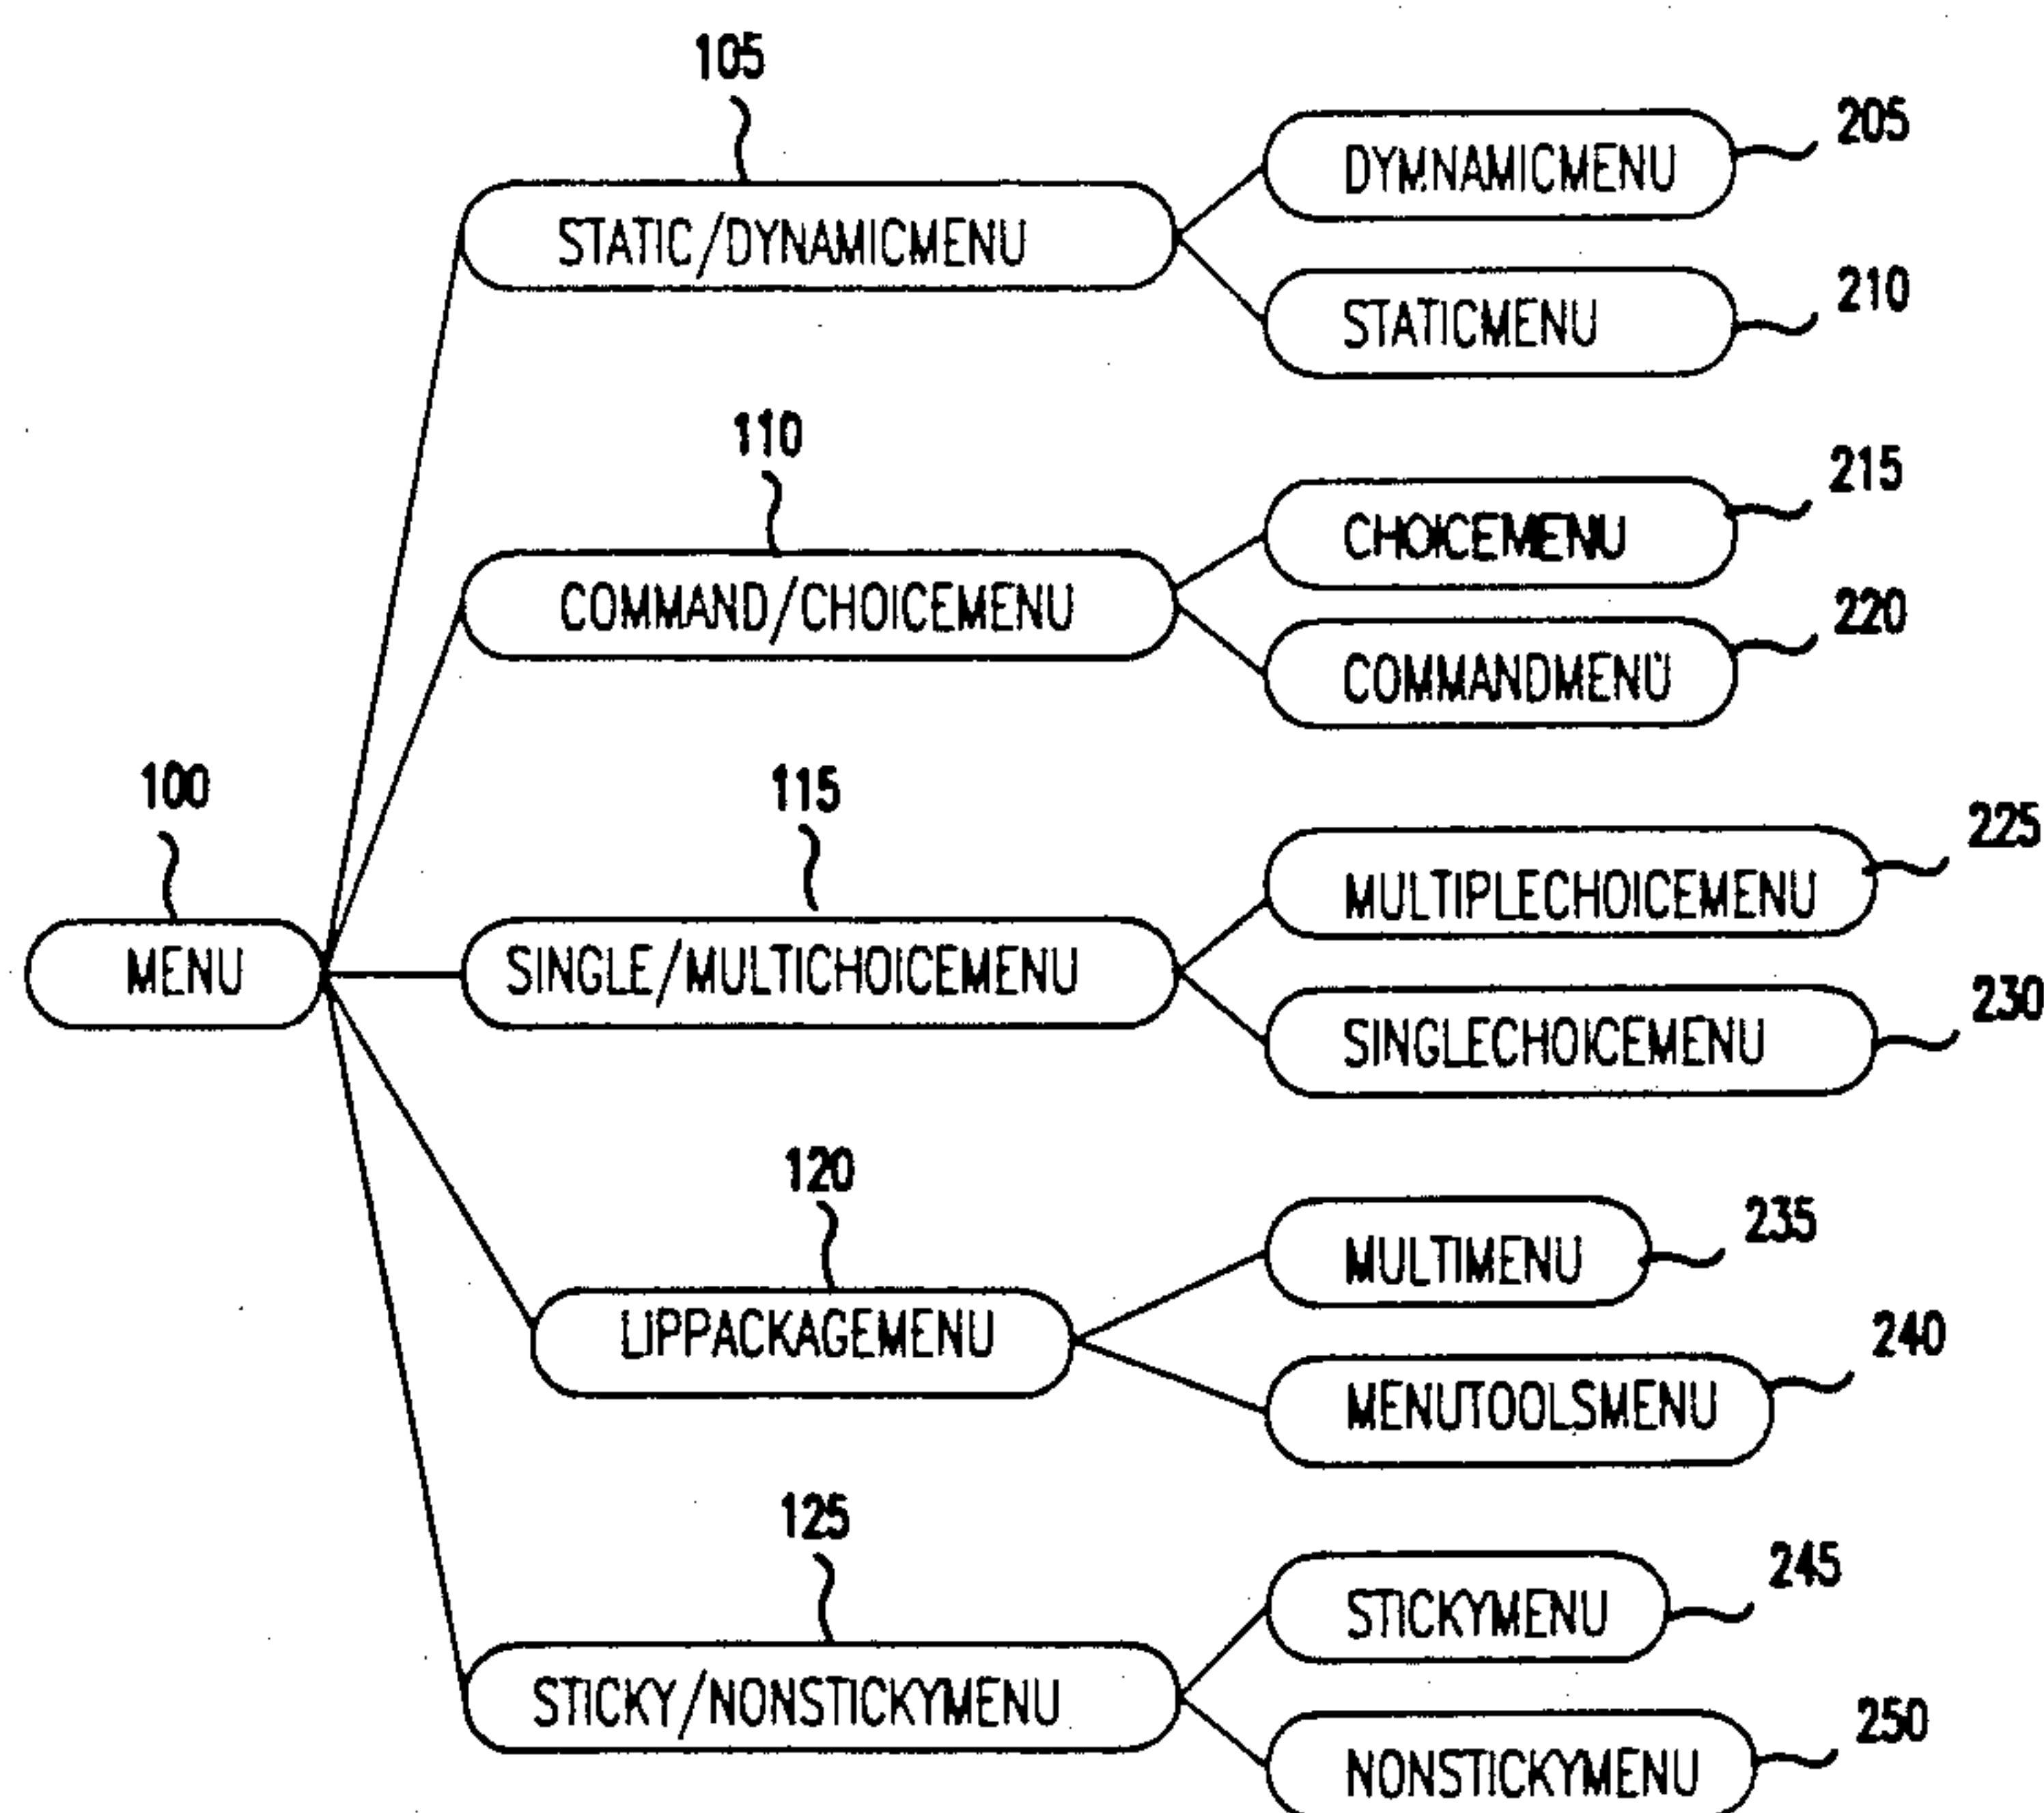 105
STATIC/DYNAMICMENU
DYMNAMICMENU
205
STATICMENU
210
110
COMMAND/CHOICEMENU
CHOICEMENU
215
COMMANDMENU
220
100
MENU
115
SINGLE/MULTICHOICEMENU
MULTIPLECHOICEMENU
225
SINGLECHOICEMENU
230
120
LIPPACKAGEMENU
MULTIMENU
235
MENUTOOLSMENU
240
125
STICKY/NONSTICKYMENU
STICKYMENU
245
NONSTICKYMENU
250